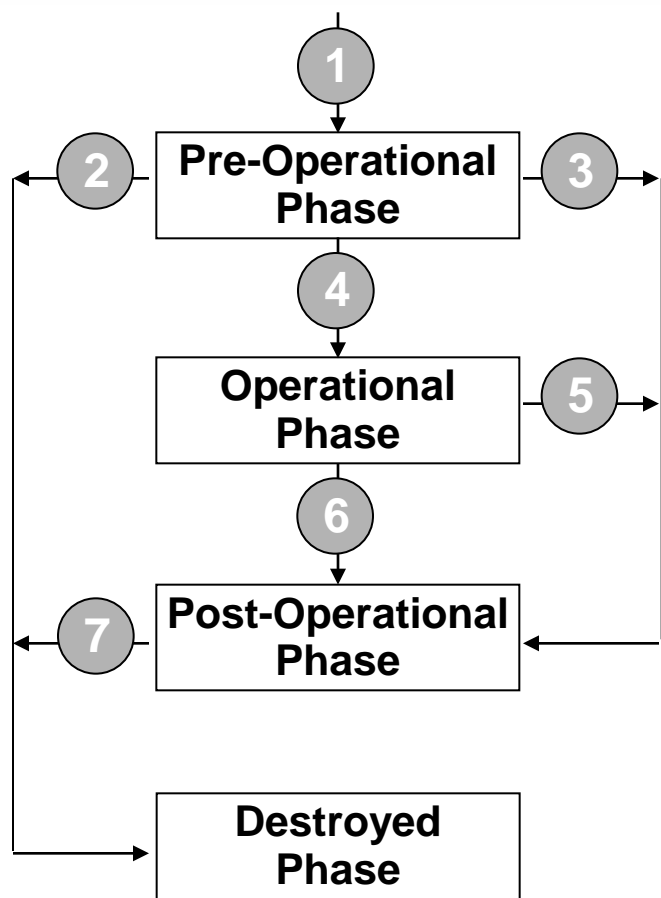 1
2
Pre-Operational
Phase
3
4
Operational
Phase
5
6
Post-Operational
Phase
7
Destroyed
Phase